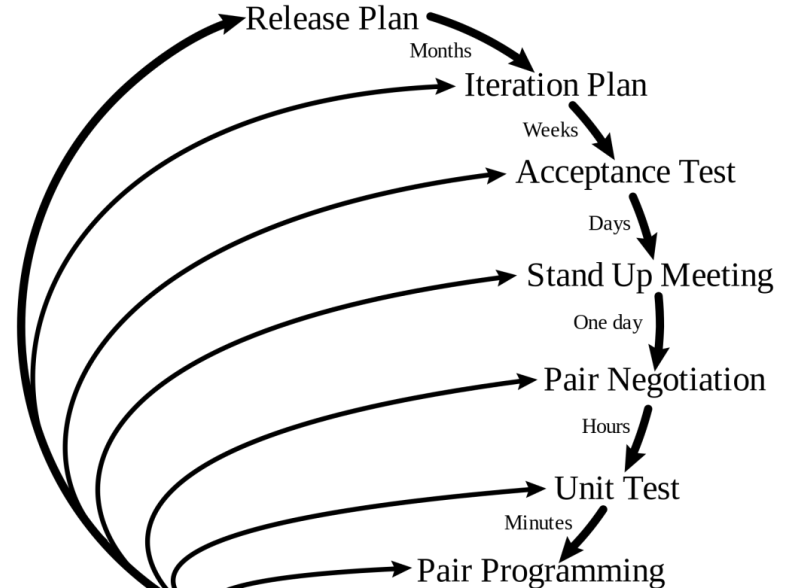 Release Plan
Months
Iteration Plan
Weeks
Acceptance Test
Days
Stand Up Meeting
One day
Pair Negotiation
Hours
Unit Test
Minutes
Pair Programming